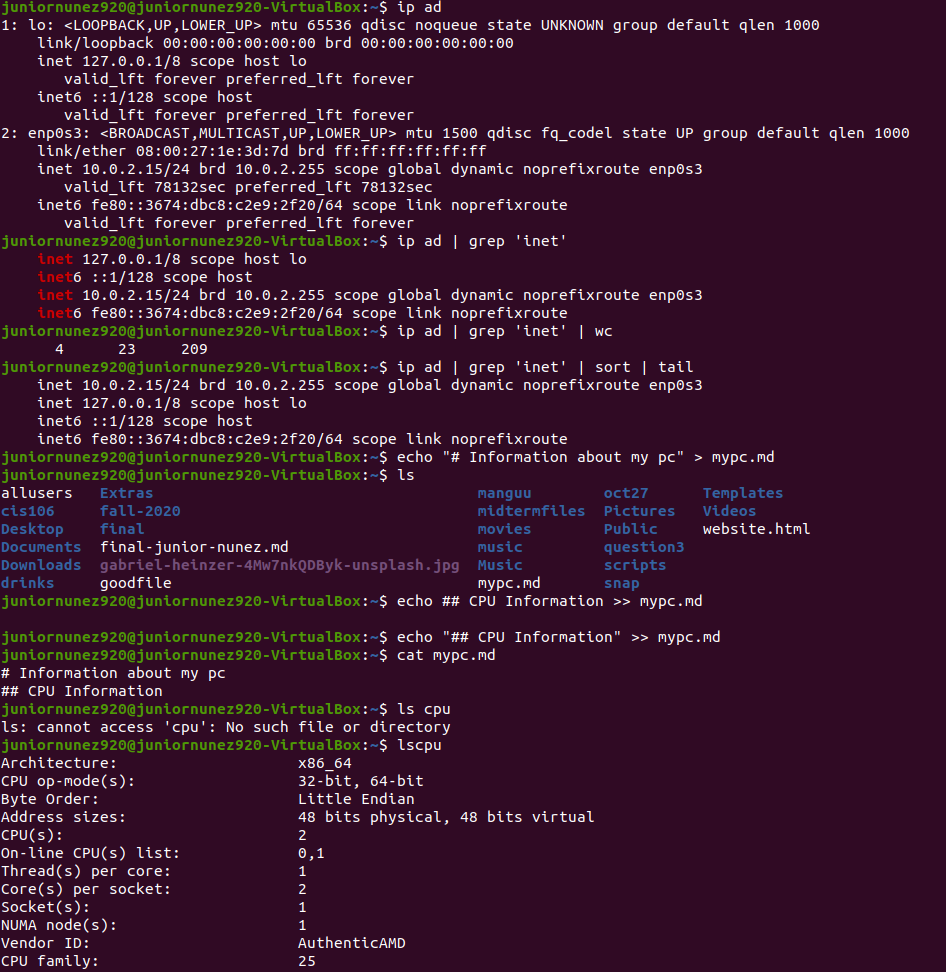 juniornunez920@juniornunez920-VirtualBox:~$ ip ad
1: lo: <LOOPBACK,UP,LOWER_UP> mtu 65536 qdisc noqueue state UNKNOWN group default qlen 1000
    link/loopback 00:00:00:00:00:00 brd 00:00:00:00:00:00
    inet 127.0.0.1/8 scope host lo
       valid_lft forever preferred_lft forever
    inet6 ::1/128 scope host
       valid_lft forever preferred_lft forever
2: enp0s3: <BROADCAST,MULTICAST,UP,LOWER_UP> mtu 1500 qdisc fq_codel state UP group default qlen 1000
    link/ether 08:00:27:1e:3d:7d brd ff:ff:ff:ff:ff:ff
    inet 10.0.2.15/24 brd 10.0.2.255 scope global dynamic noprefixroute enp0s3
       valid_lft 78132sec preferred_lft 78132sec
    inet6 fe80::3674:dbc8:c2e9:2f20/64 scope link noprefixroute
       valid_lft forever preferred_lft forever
juniornunez920@juniornunez920-VirtualBox:~$ ip ad | grep 'inet'
    inet 127.0.0.1/8 scope host lo
    inet6 ::1/128 scope host
    inet 10.0.2.15/24 brd 10.0.2.255 scope global dynamic noprefixroute enp0s3
    inet6 fe80::3674:dbc8:c2e9:2f20/64 scope link noprefixroute
juniornunez920@juniornunez920-VirtualBox:~$ ip ad | grep 'inet' | wc
      4      23     209
juniornunez920@juniornunez920-VirtualBox:~$ ip ad | grep 'inet' | sort | tail
    inet 10.0.2.15/24 brd 10.0.2.255 scope global dynamic noprefixroute enp0s3
    inet 127.0.0.1/8 scope host lo
    inet6 ::1/128 scope host
    inet6 fe80::3674:dbc8:c2e9:2f20/64 scope link noprefixroute
juniornunez920@juniornunez920-VirtualBox:~$ echo "# Information about my pc" > mypc.md
juniornunez920@juniornunez920-VirtualBox:~$ ls
allusers   Extras                                    manguu        oct27      Templates
cis106     fall-2020                                 midtermfiles  Pictures   Videos
Desktop    final                                     movies        Public     website.html
Documents  final-junior-nunez.md                     music         question3
Downloads  gabriel-heinzer-4Mw7nkQDByk-unsplash.jpg  Music         scripts
drinks     goodfile                                  mypc.md       snap
juniornunez920@juniornunez920-VirtualBox:~$ echo ## CPU Information >> mypc.md

juniornunez920@juniornunez920-VirtualBox:~$ echo "## CPU Information" >> mypc.md
juniornunez920@juniornunez920-VirtualBox:~$ cat mypc.md
# Information about my pc
## CPU Information
juniornunez920@juniornunez920-VirtualBox:~$ ls cpu
ls: cannot access 'cpu': No such file or directory
juniornunez920@juniornunez920-VirtualBox:~$ lscpu
Architecture:                    x86_64
CPU op-mode(s):                  32-bit, 64-bit
Byte Order:                      Little Endian
Address sizes:                   48 bits physical, 48 bits virtual
CPU(s):                          2
On-line CPU(s) list:             0,1
Thread(s) per core:              1
Core(s) per socket:              2
Socket(s):                       1
NUMA node(s):                    1
Vendor ID:                       AuthenticAMD
CPU family:                      25